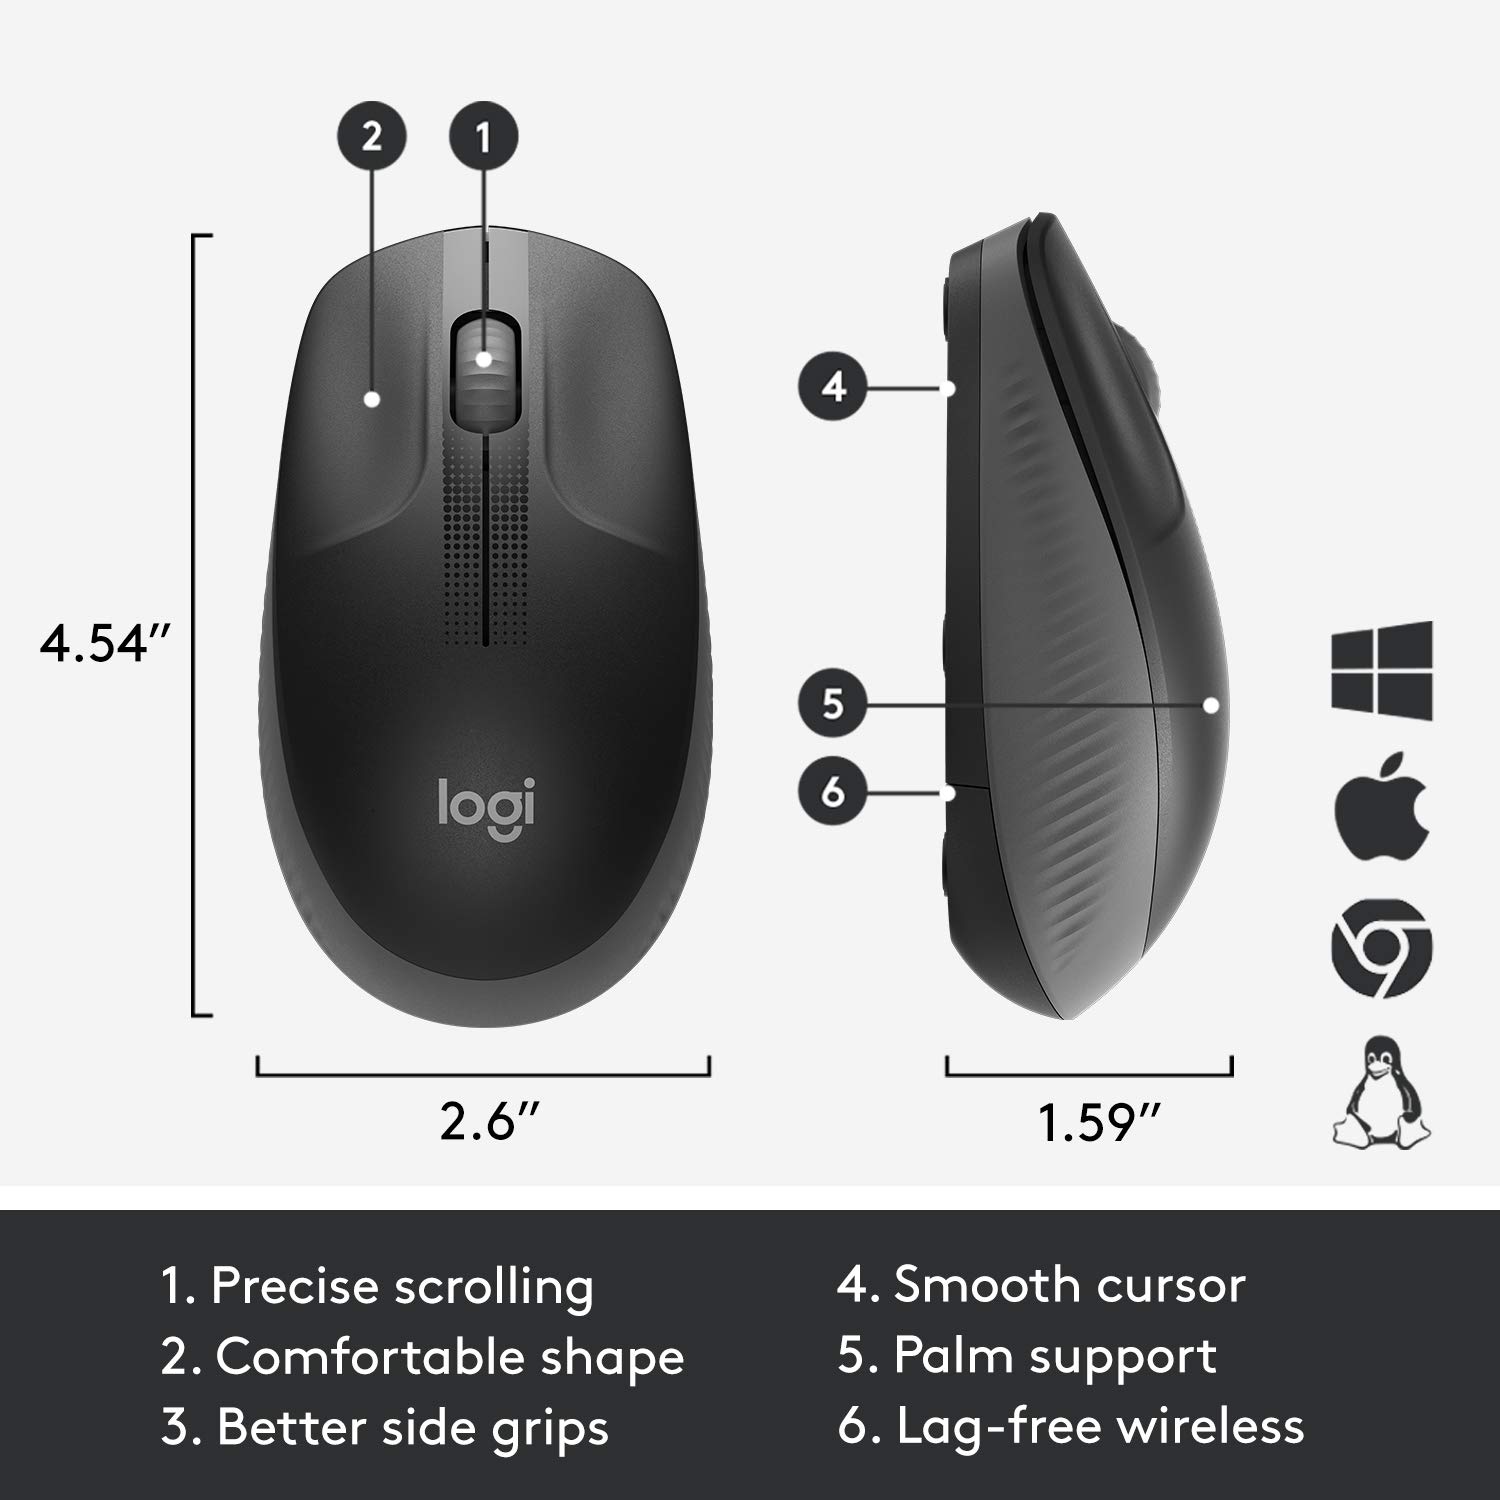 2 1
4
4.54"
5
6
logi
2.6"
1.59"
1. Precise scrolling
2. Comfortable shape
3. Better side grips
4. Smooth cursor
5. Palm support
6. Lag-free wireless